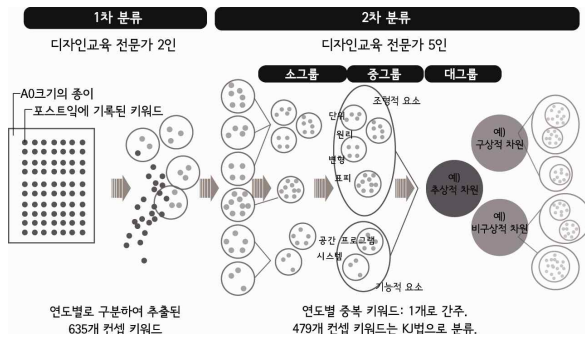 1차 분류
2차 분류
디자인교육 전문가 2인
디자인교육 전문가 5인
소그룹
중그룹
대그룹
A0크기의 종이
포스트잍에 기록된 키워드
조형적 요소
단위
원리
변형
표피
공간 프로그램
시스템
기능적 요소
예)
구상적 차원
예)
추상적 차원
예)
비구상적 차원
연도별로 구분하여 추출된
635개 컨셉 키워드
연도별 중복 키워드: 1개로 간주.
479개 컨셉 키워드는 KJ법으로 분류.